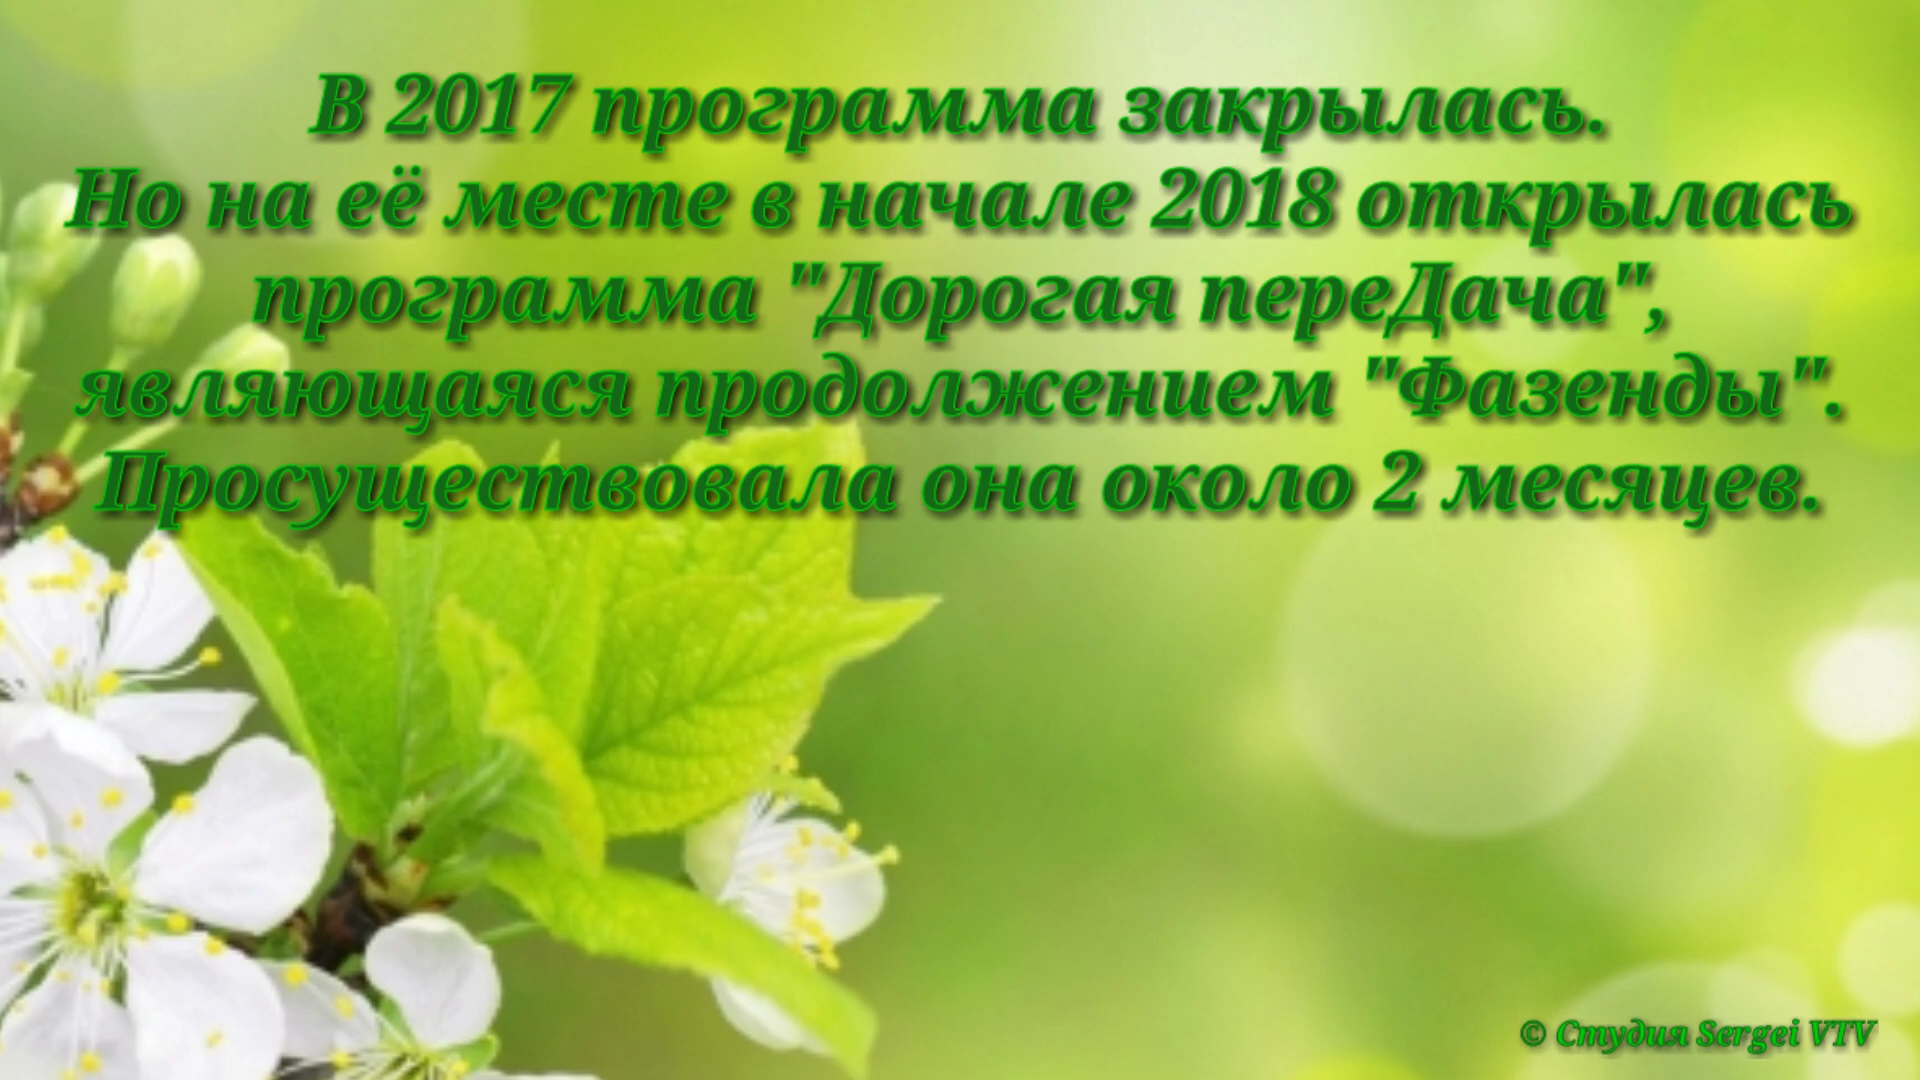 В 2017 программа закрылась.
Но на её месте в начале 2018 открылась
программа "Дорогая переДача",
являющаяся продолжением "Фазенды".
Просуществовала она около 2 месяцев.
© Студия Sergei VTV